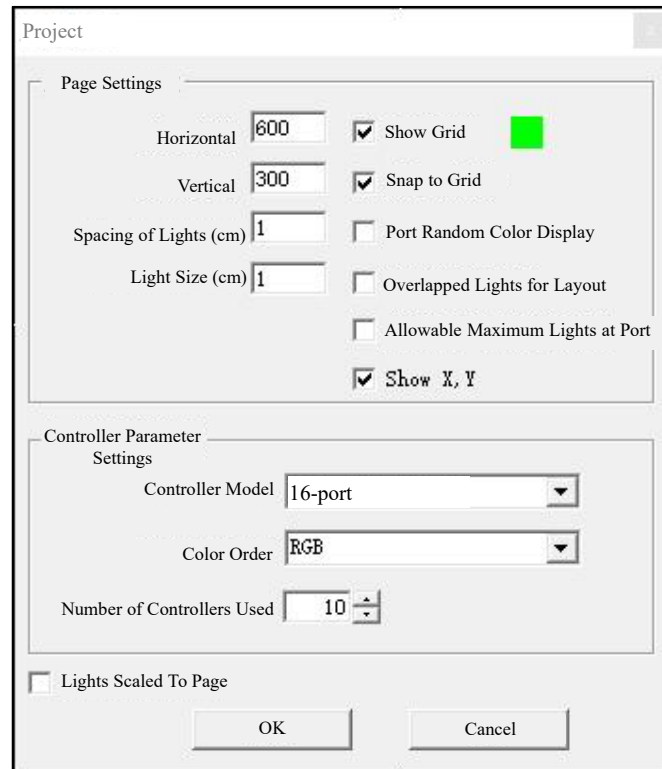 Project
Page Settings
Horizontal 600 Show Grid
Vertical 300 Snap to Grid
Spacing of Lights (cm) 1 Port Random Color Display
Light Size (cm) 1 Overlapped Lights for Layout
Allowable Maximum Lights at Port
Show X, Y
Controller Parameter
Settings
Controller Model 16-port
Color Order RGB
Number of Controllers Used 10
Lights Scaled To Page
OK Cancel